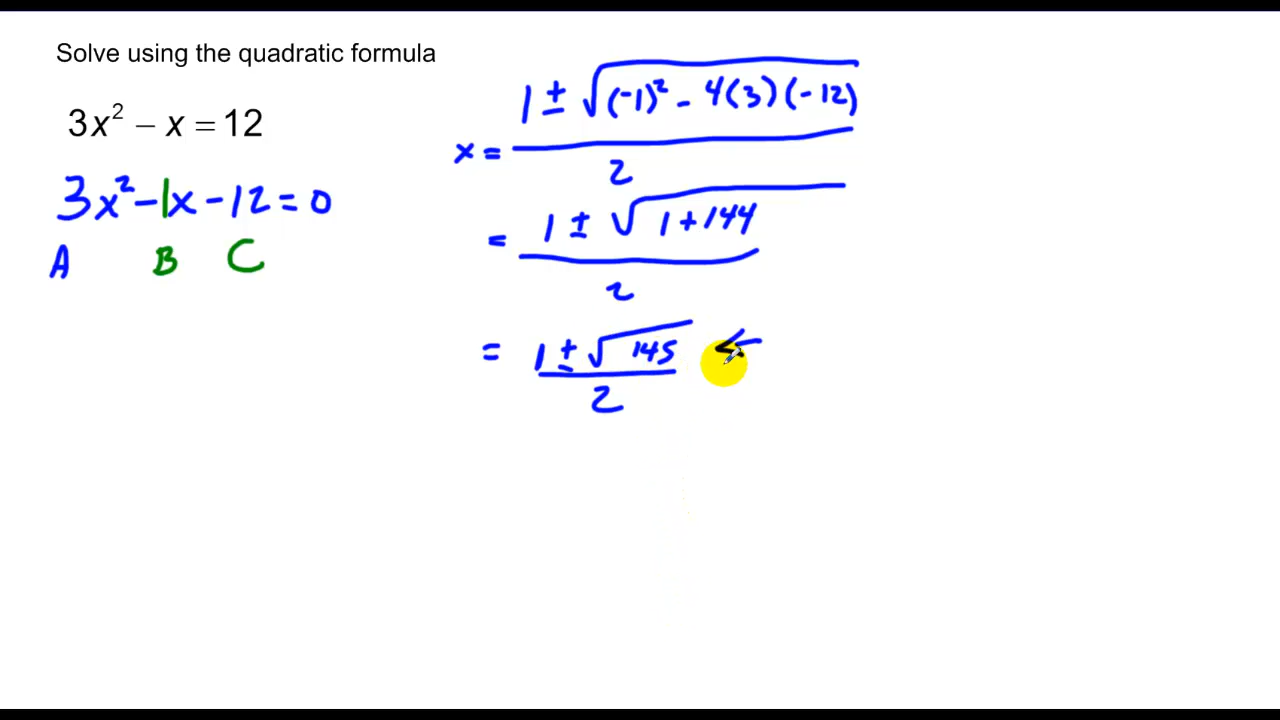 Solve using the quadratic formula
3x² − x = 12
3x² − 1x − 12 = 0
A B C
x = (1 ± √((-1)² − 4(3)(-12))) / 2
= (1 ± √(1 + 144)) / 2
= (1 ± √145) / 2 ←